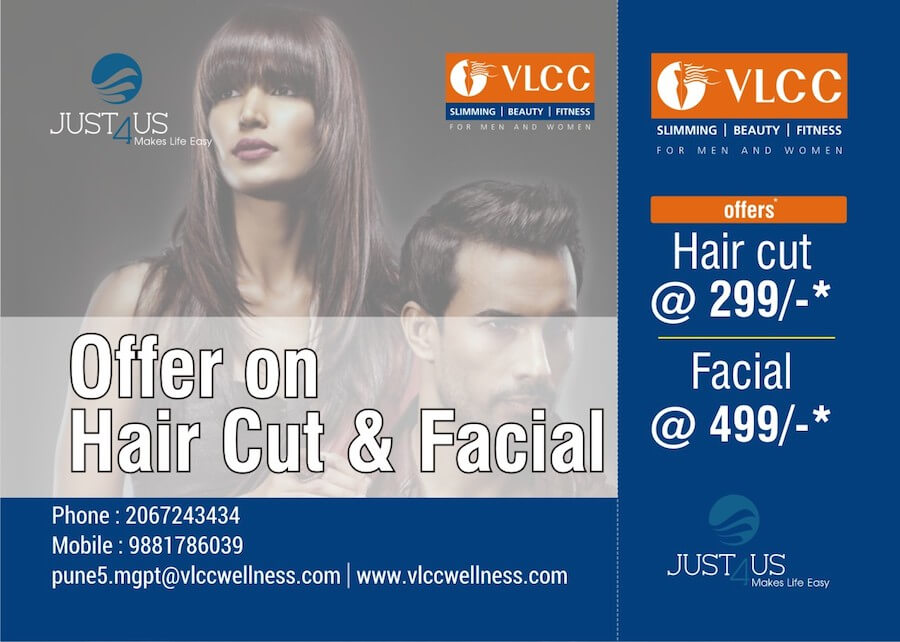 JUST4US
Makes Life Easy
VLCC
SLIMMING | BEAUTY | FITNESS
FOR MEN AND WOMEN
Offer on
Hair Cut & Facial
Phone : 2067243434
Mobile : 9881786039
pune5.mgpt@vlccwellness.com | www.vlccwellness.com
VLCC
SLIMMING | BEAUTY | FITNESS
FOR MEN AND WOMEN
offers*
Hair cut
@ 299/-*
Facial
@ 499/-*
JUST4US
Makes Life Easy